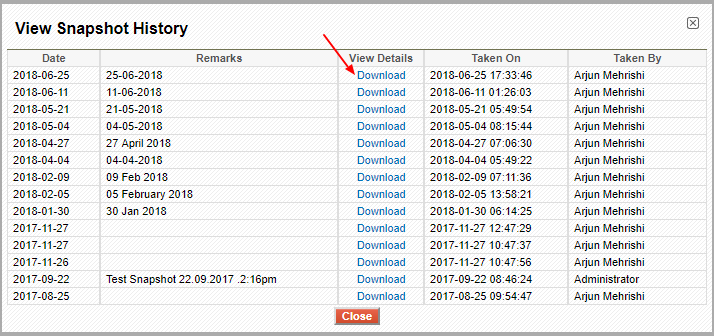 View Snapshot History
Date Remarks View Details Taken On Taken By
2018-06-25 25-06-2018 Download 2018-06-25 17:33:46 Arjun Mehrishi
2018-06-11 11-06-2018 Download 2018-06-11 01:26:03 Arjun Mehrishi
2018-05-21 21-05-2018 Download 2018-05-21 05:49:54 Arjun Mehrishi
2018-05-04 04-05-2018 Download 2018-05-04 08:15:44 Arjun Mehrishi
2018-04-27 27 April 2018 Download 2018-04-27 07:06:30 Arjun Mehrishi
2018-04-04 04-04-2018 Download 2018-04-04 05:49:22 Arjun Mehrishi
2018-02-09 09 Feb 2018 Download 2018-02-09 07:11:36 Arjun Mehrishi
2018-02-05 05 February 2018 Download 2018-02-05 13:58:21 Arjun Mehrishi
2018-01-30 30 Jan 2018 Download 2018-01-30 06:14:25 Arjun Mehrishi
2017-11-27 Download 2017-11-27 12:47:29 Arjun Mehrishi
2017-11-27 Download 2017-11-27 10:47:37 Arjun Mehrishi
2017-11-26 Download 2017-11-27 10:47:56 Arjun Mehrishi
2017-09-22 Test Snapshot 22.09.2017 .2:16pm Download 2017-09-22 08:46:24 Administrator
2017-08-25 Download 2017-08-25 09:54:47 Arjun Mehrishi
Close